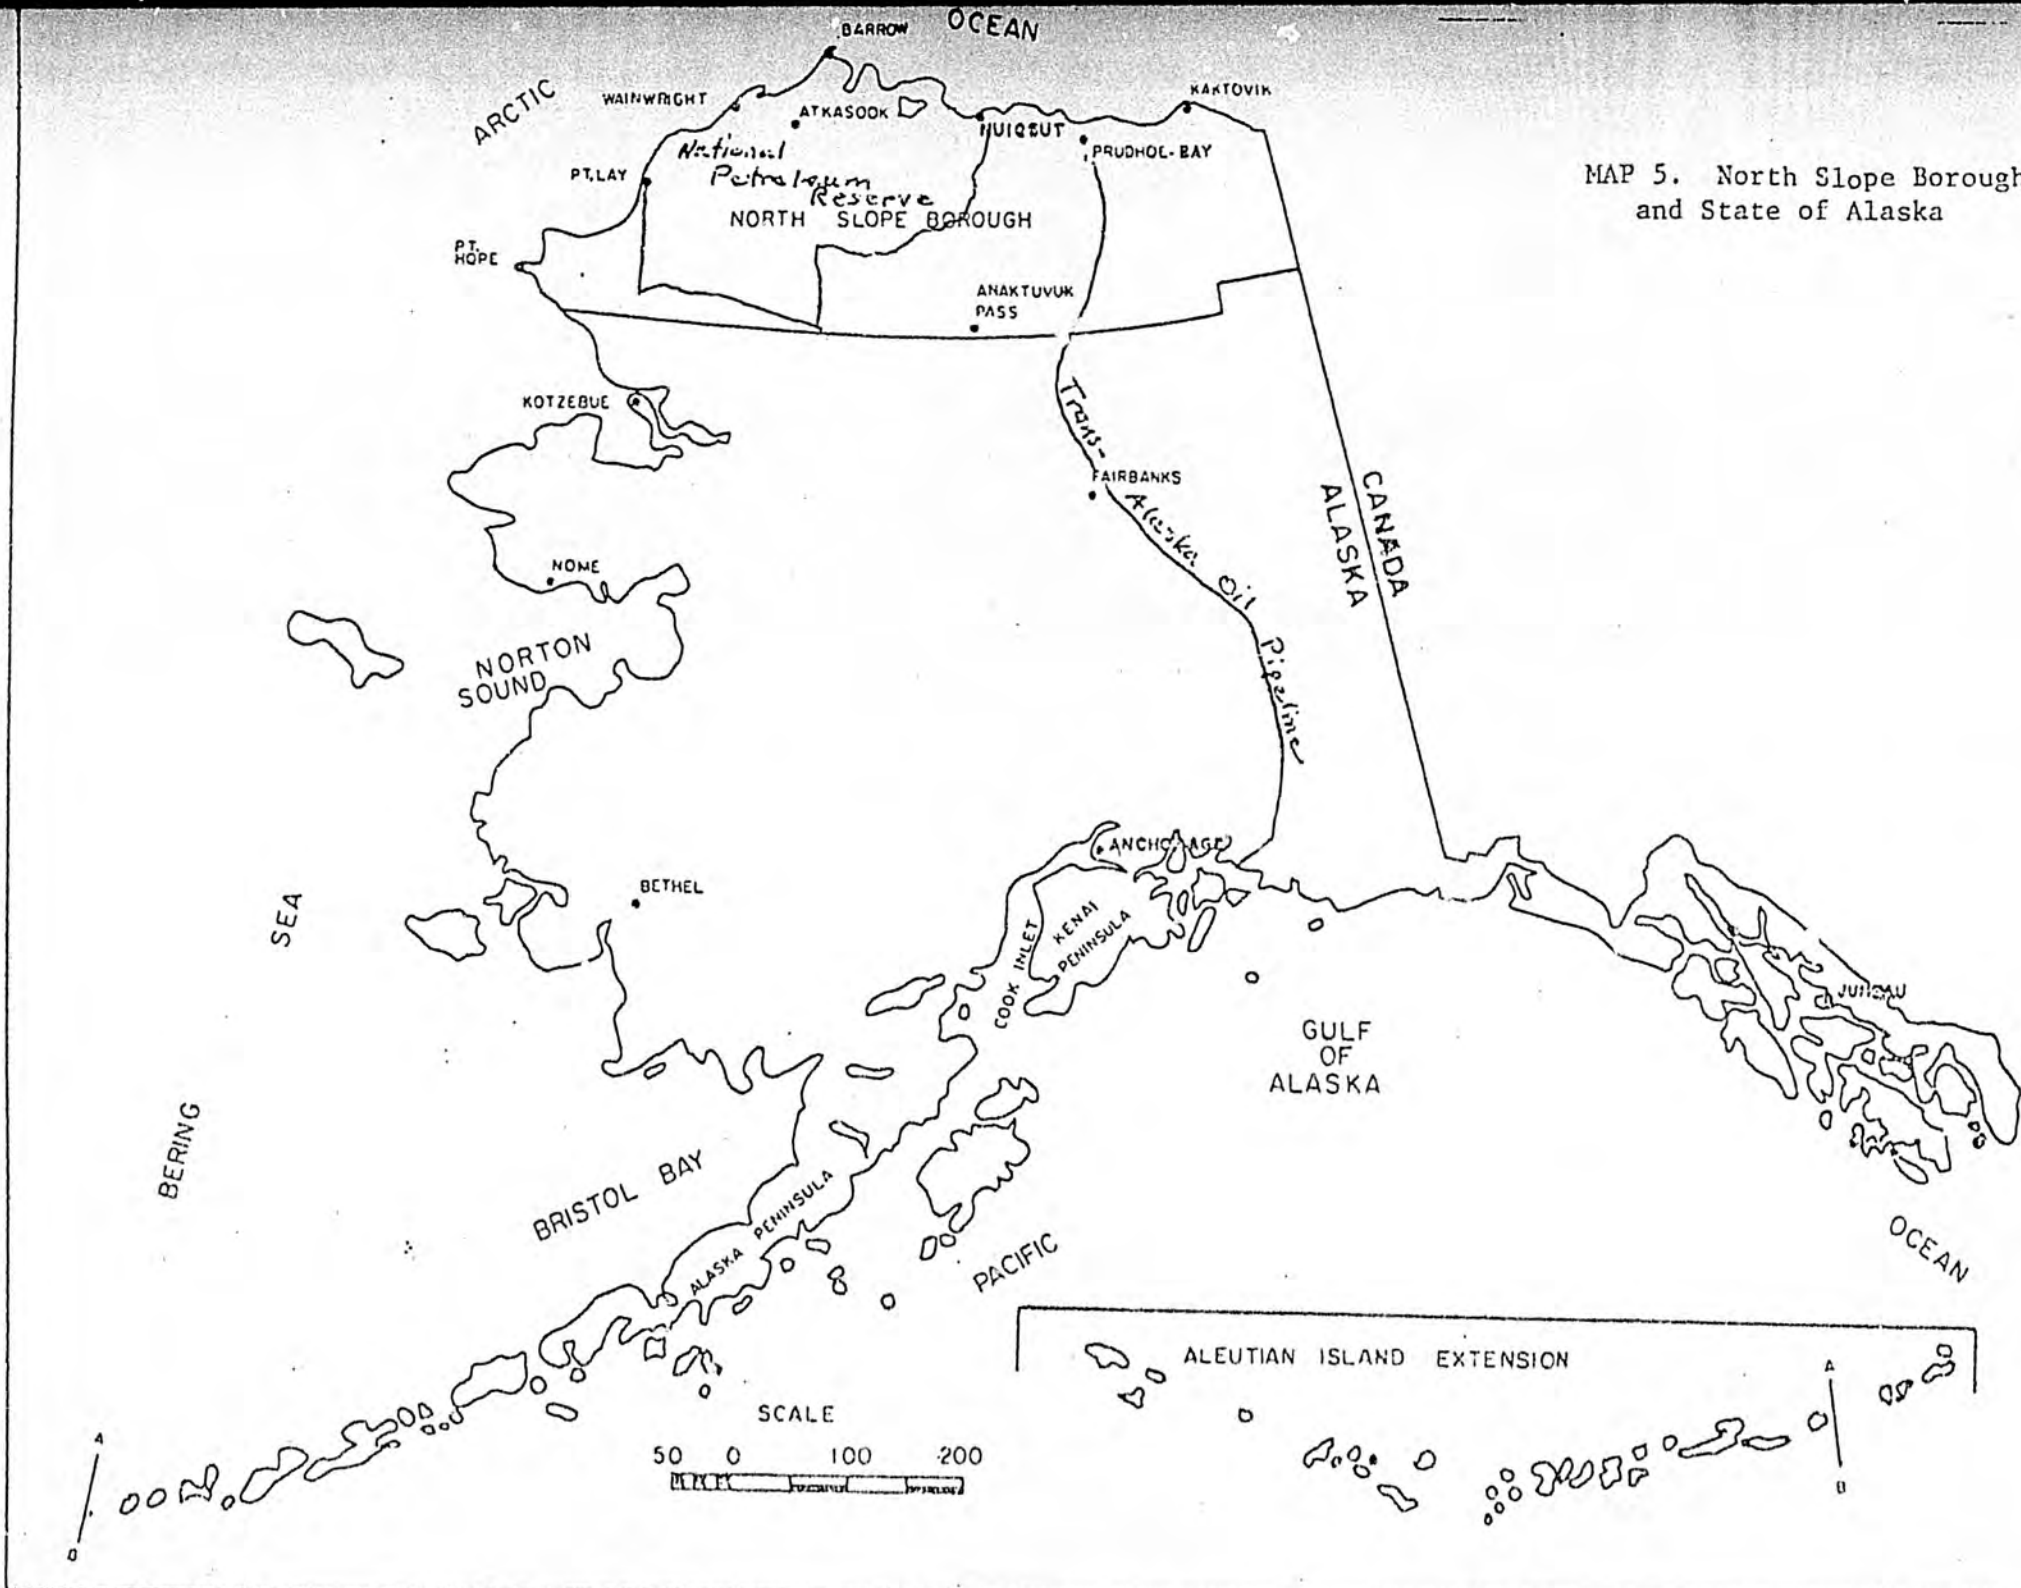 OCEAN
BARROW
ARCTIC
WAINWRIGHT
ATKASOOK
KAKTOVIK
NUIQSUT
PRUDHOE-BAY
National
Petroleum
Reserve
PT. LAY
NORTH SLOPE BOROUGH
MAP 5. North Slope Borough
and State of Alaska
PT.
HOPE
ANAKTUVUK
PASS
KOTZEBUE
Trans-
Alaska
Oil
Pipeline
FAIRBANKS
CANADA
ALASKA
NOME
NORTON
SOUND
ANCHORAGE
BETHEL
SEA
BERING
COOK INLET
KENAI
PENINSULA
JUNEAU
GULF
OF
ALASKA
BRISTOL BAY
ALASKA PENINSULA
PACIFIC
OCEAN
ALEUTIAN ISLAND EXTENSION
A
B
SCALE
50 0 100 200
A
B